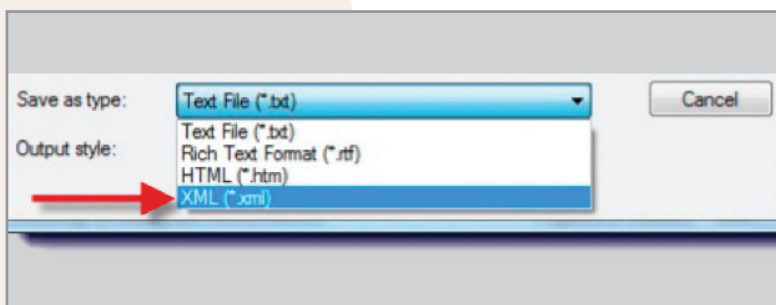 Save as type:
Text File (*.txt)
Cancel
Text File (*.txt)
Output style:
Rich Text Format (*.rtf)
HTML (*.htm)
XML (*.xml)